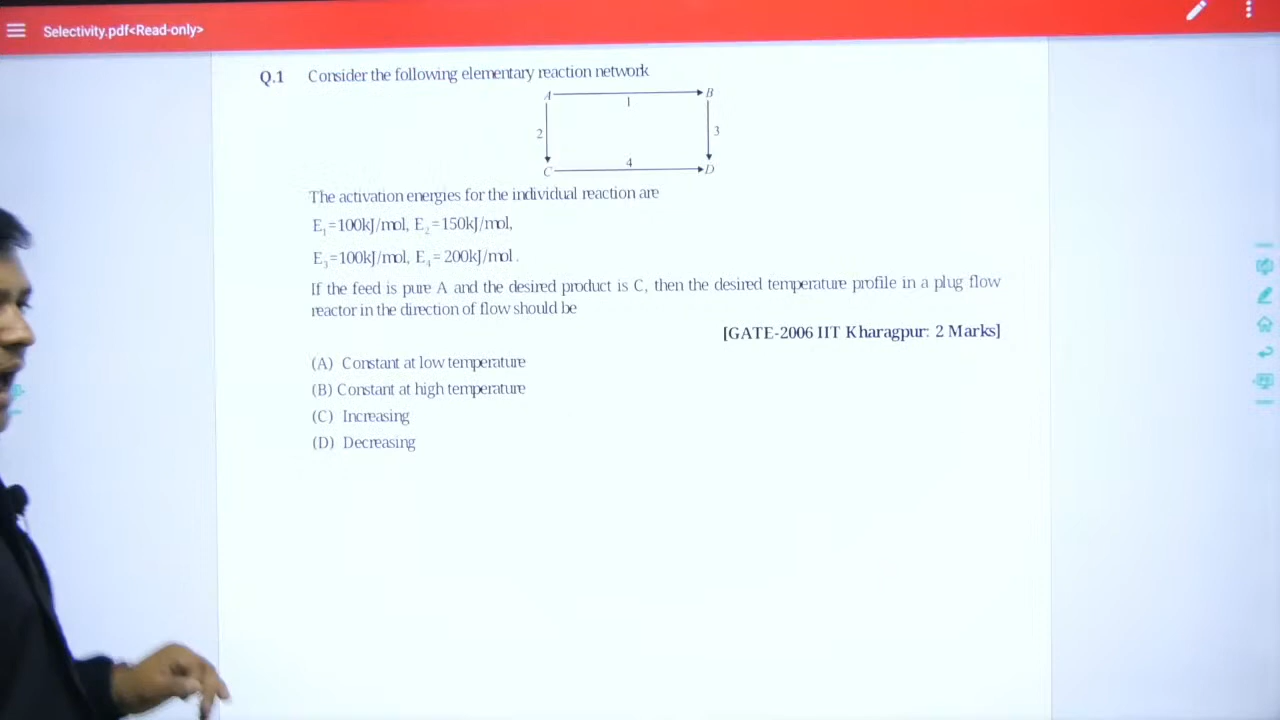 Selectivity.pdf<Read-only>
Q.1 Consider the following elementary reaction network
A B
1
2 3
4
C D
The activation energies for the individual reaction are
E₁=100kJ/mol, E₂=150kJ/mol,
E₃=100kJ/mol, E₄=200kJ/mol.
If the feed is pure A and the desired product is C, then the desired temperature profile in a plug flow
reactor in the direction of flow should be
[GATE-2006 IIT Kharagpur: 2 Marks]
(A) Constant at low temperature
(B) Constant at high temperature
(C) Increasing
(D) Decreasing